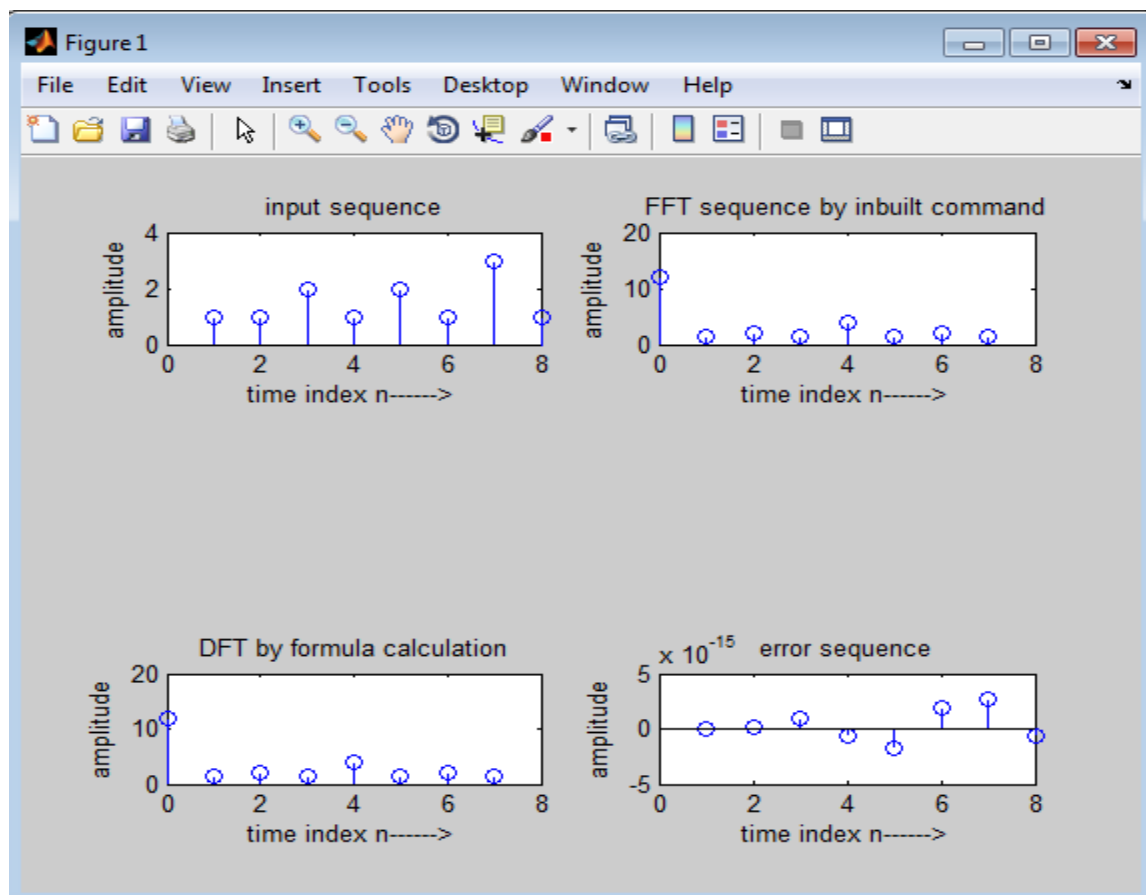 Figure 1
File Edit View Insert Tools Desktop Window Help
input sequence
amplitude
4
2
0
0 2 4 6 8
time index n------>
FFT sequence by inbuilt command
amplitude
20
10
0
0 2 4 6 8
time index n------>
DFT by formula calculation
amplitude
20
10
0
0 2 4 6 8
time index n------>
x 10^-15 error sequence
amplitude
5
0
-5
0 2 4 6 8
time index n------>